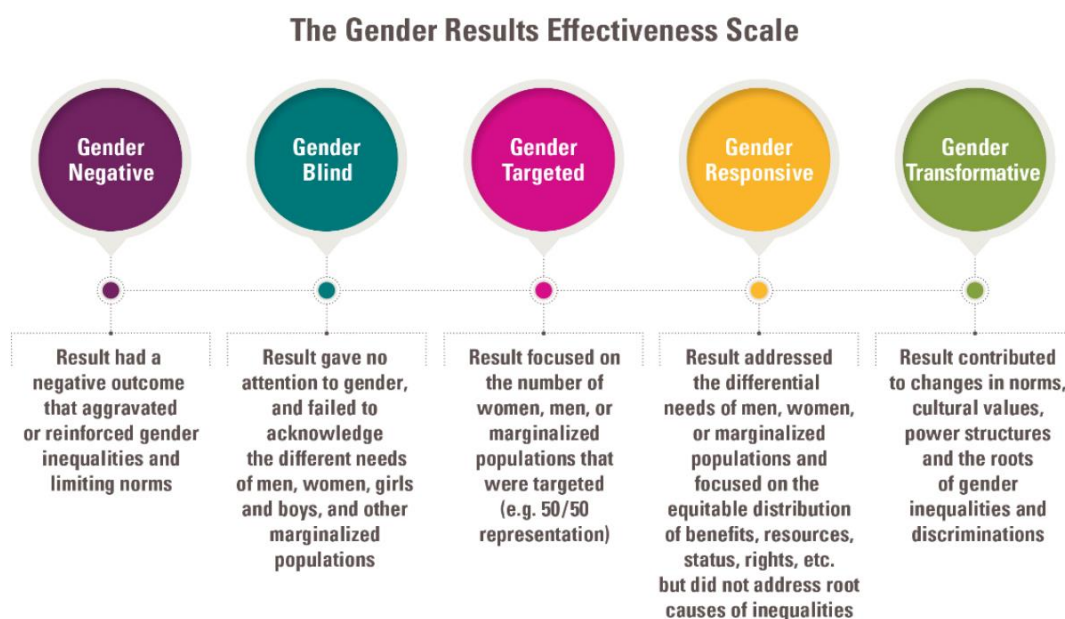 The Gender Results Effectiveness Scale
Gender
Negative
Gender
Blind
Gender
Targeted
Gender
Responsive
Gender
Transformative
Result had a
negative outcome
that aggravated
or reinforced gender
inequalities and
limiting norms
Result gave no
attention to gender,
and failed to
acknowledge
the different needs
of men, women, girls
and boys, and other
marginalized
populations
Result focused on
the number of
women, men, or
marginalized
populations that
were targeted
(e.g. 50/50
representation)
Result addressed
the differential
needs of men, women,
or marginalized
populations and
focused on the
equitable distribution
of benefits, resources,
status, rights, etc.
but did not address root
causes of inequalities
Result contributed
to changes in norms,
cultural values,
power structures
and the roots
of gender
inequalities and
discriminations